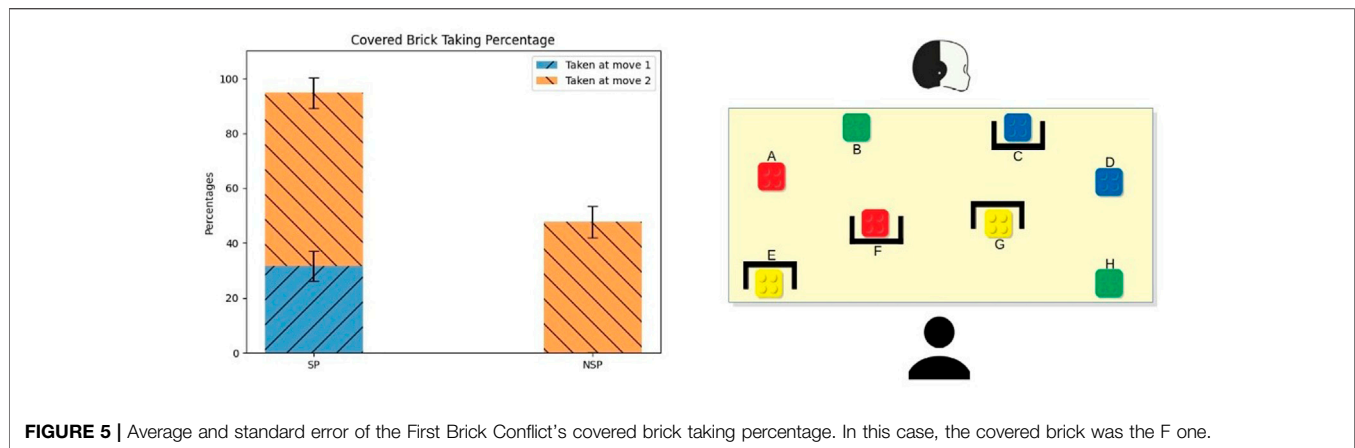 Covered Brick Taking Percentage
Taken at move 1
Taken at move 2
100
80
60
40
20
0
Percentages
SP
NSP
A
B
C
D
E
F
G
H
FIGURE 5 | Average and standard error of the First Brick Conflict's covered brick taking percentage. In this case, the covered brick was the F one.